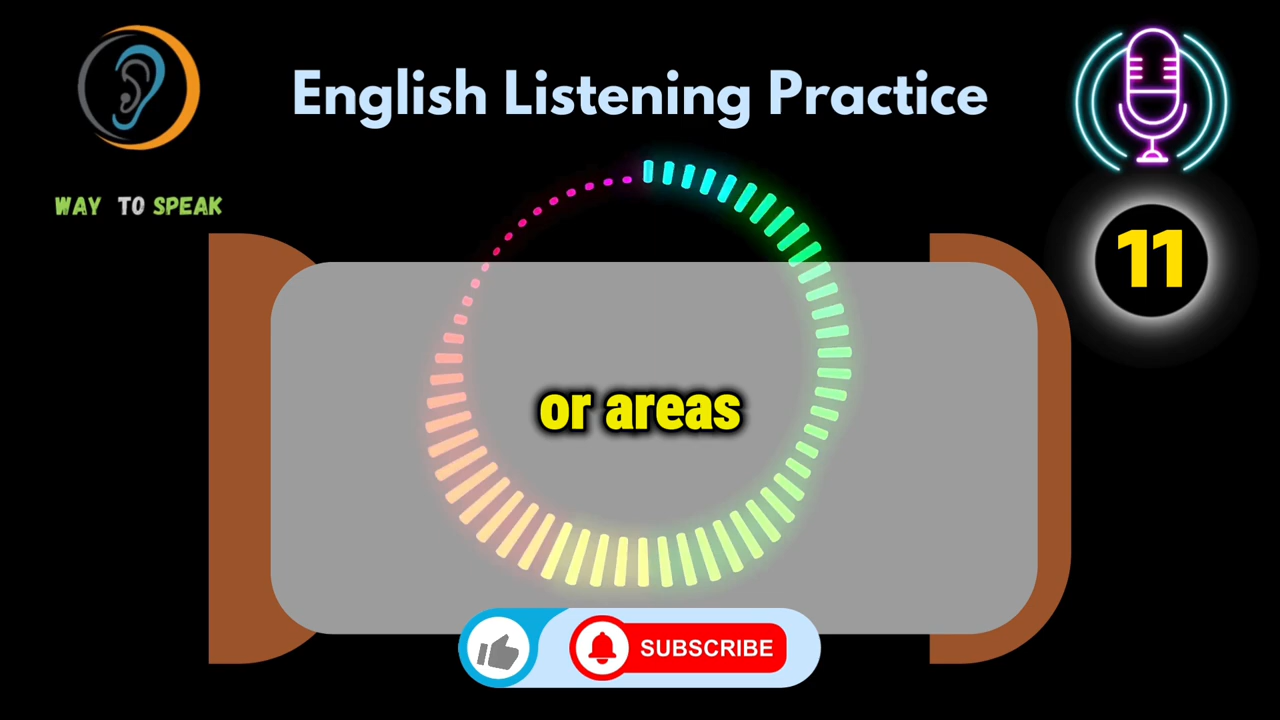 English Listening Practice
WAY TO SPEAK
11
or areas
SUBSCRIBE